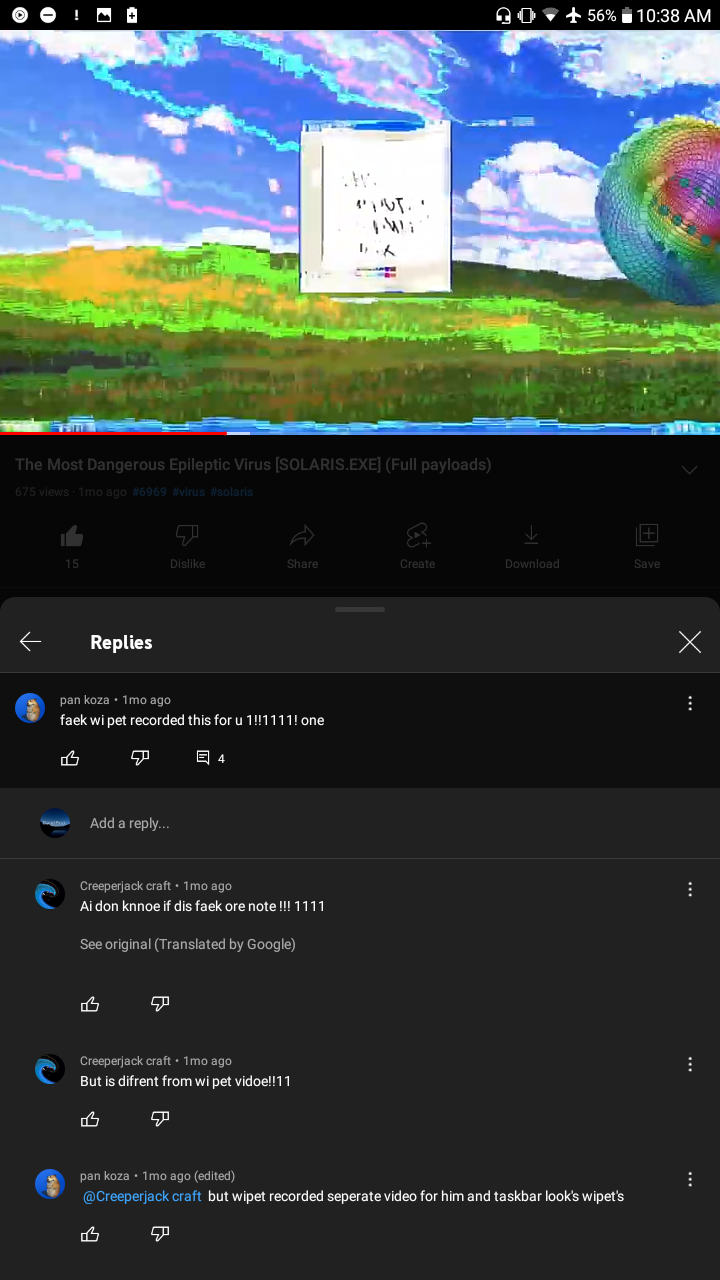 56% 10:38 AM
The Most Dangerous Epileptic Virus [SOLARIS.EXE] (Full payloads)
675 views · 1mo ago #6969 #virus #solaris
15 Dislike Share Create Download Save
Replies
pan koza • 1mo ago
faek wi pet recorded this for u 1!!1111! one
4
Add a reply...
Creeperjack craft • 1mo ago
Ai don knnoe if dis faek ore note !!! 1111
See original (Translated by Google)
Creeperjack craft • 1mo ago
But is difrent from wi pet vidoe!!11
pan koza • 1mo ago (edited)
@Creeperjack craft but wipet recorded seperate video for him and taskbar look's wipet's